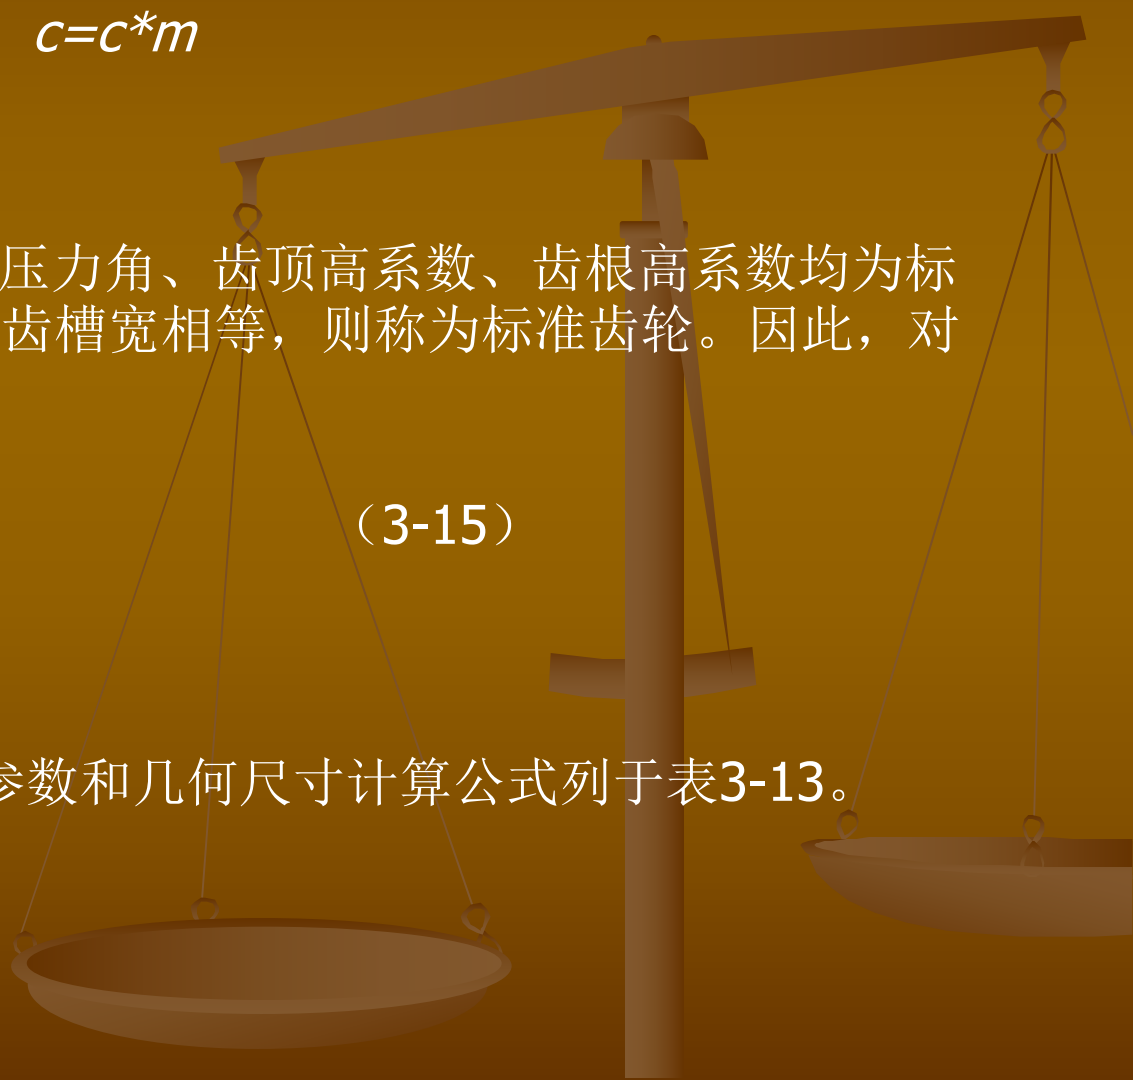 c=c*m
压力角、齿顶高系数、齿根高系数均为标
齿槽宽相等，则称为标准齿轮。因此，对
（3-15）
参数和几何尺寸计算公式列于表3-13。